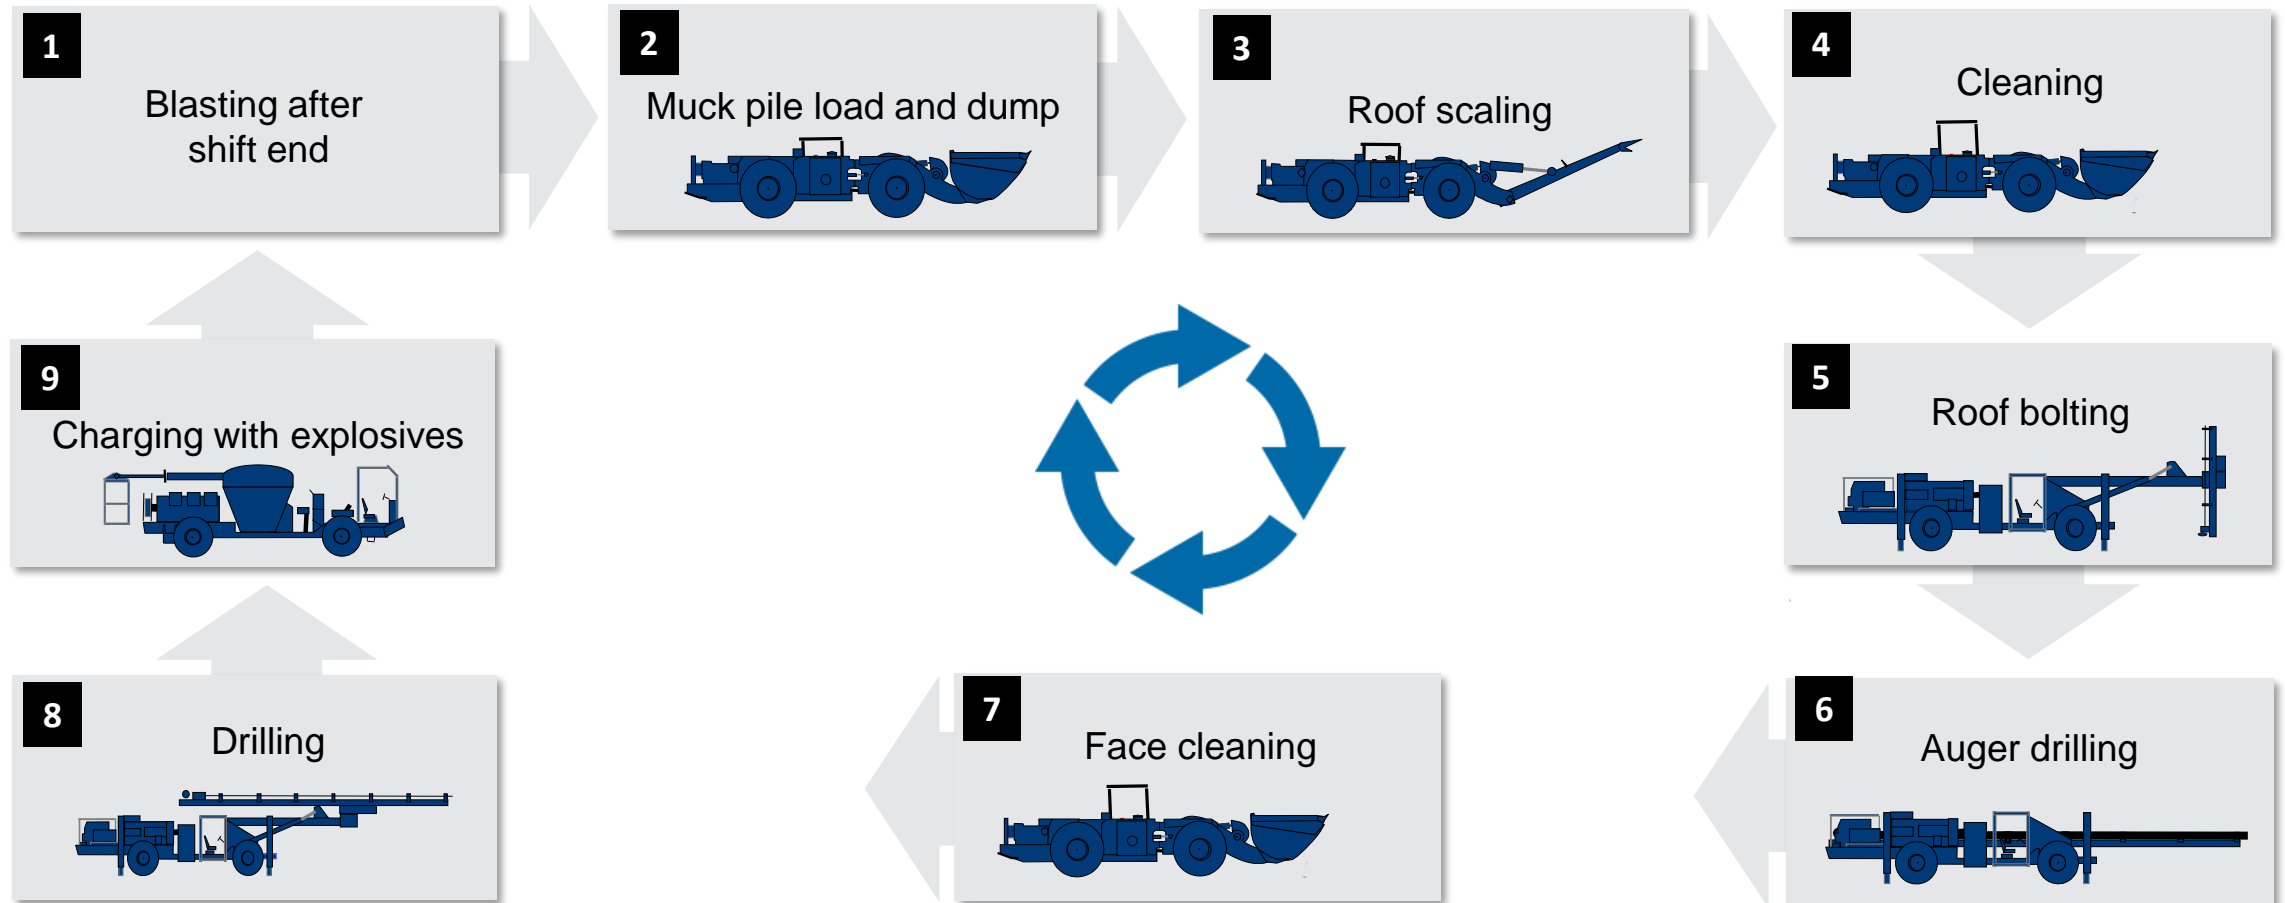 1
Blasting after
shift end
2
Muck pile load and dump
3
Roof scaling
4
Cleaning
5
Roof bolting
6
Auger drilling
7
Face cleaning
8
Drilling
9
Charging with explosives